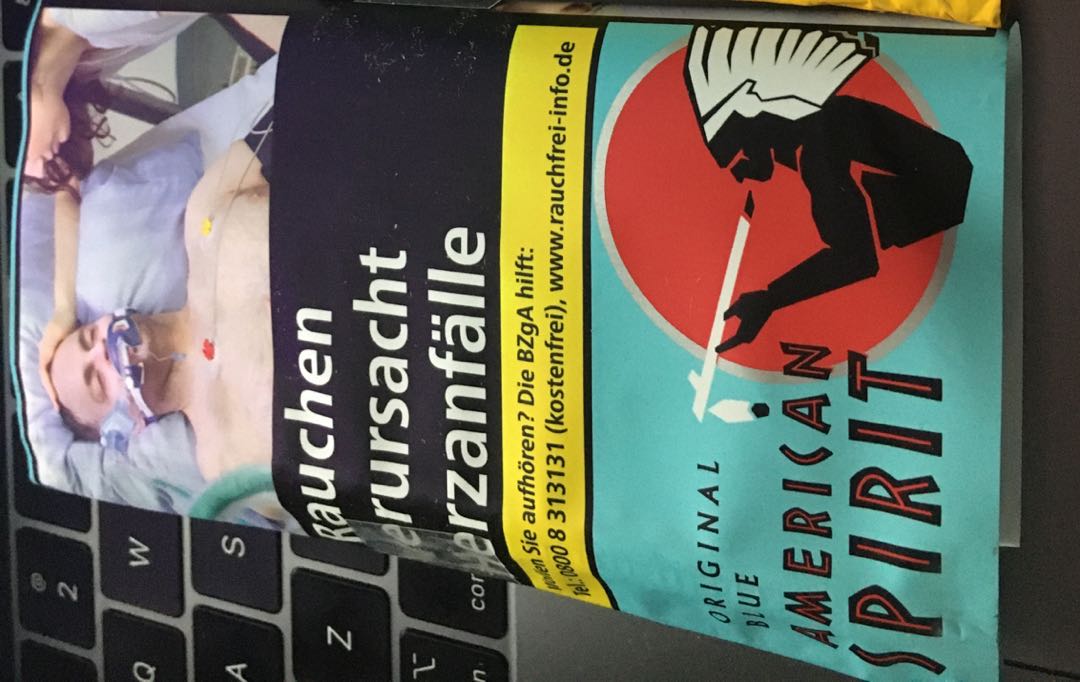 Rauchen
verursacht
Herzanfälle
Wollen Sie aufhören? Die BZgA hilft:
Tel.: 0800 8 313131 (kostenfrei), www.rauchfrei-info.de
ORIGINAL
BLUE
AMERICAN
SPIRIT
@
2
W
S
Q
A
Z